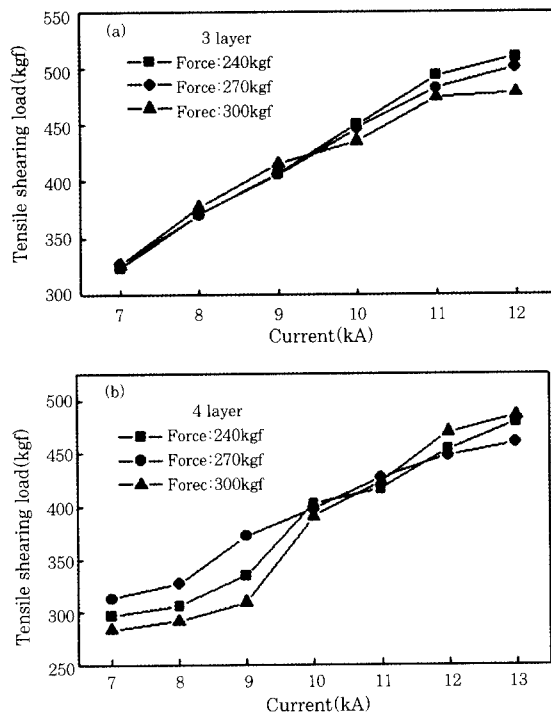 550
(a)
3 layer
Force:240kgf
Force:270kgf
Forec:300kgf
500
450
400
350
300
Tensile shearing load(kgf)
7 8 9 10 11 12
Current(kA)
(b)
4 layer
Force:240kgf
Force:270kgf
Forec:300kgf
500
450
400
350
300
250
Tensile shearing load(kgf)
7 8 9 10 11 12 13
Current(kA)